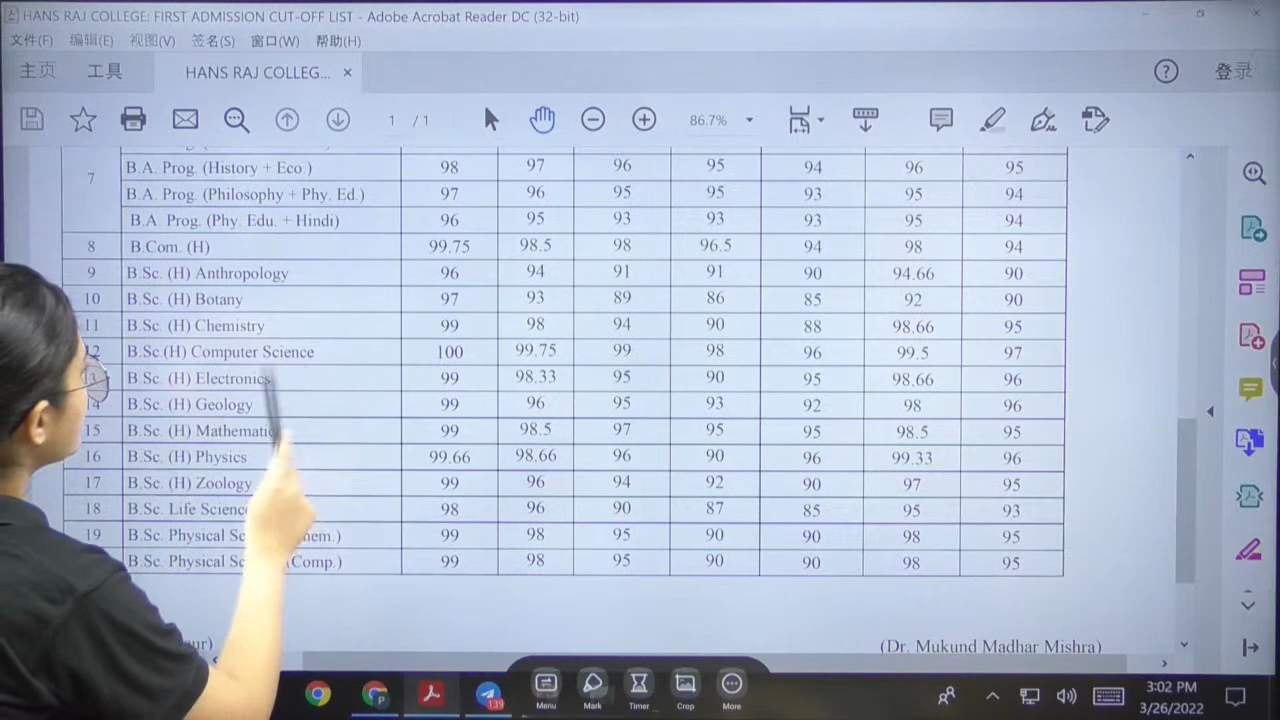 HANS RAJ COLLEGE: FIRST ADMISSION CUT-OFF LIST - Adobe Acrobat Reader DC (32-bit)
文件(F) 编辑(E) 视图(V) 签名(S) 窗口(W) 帮助(H)
主页 工具 HANS RAJ COLLEG... × ? 登录
1 / 1 86.7%
7 B.A. Prog. (History + Eco.) 98 97 96 95 94 96 95
B.A. Prog. (Philosophy + Phy. Ed.) 97 96 95 95 93 95 94
B.A. Prog. (Phy. Edu. + Hindi) 96 95 93 93 93 95 94
8 B.Com. (H) 99.75 98.5 98 96.5 94 98 94
9 B.Sc. (H) Anthropology 96 94 91 91 90 94.66 90
10 B.Sc. (H) Botany 97 93 89 86 85 92 90
11 B.Sc. (H) Chemistry 99 98 94 90 88 98.66 95
12 B.Sc.(H) Computer Science 100 99.75 99 98 96 99.5 97
13 B.Sc. (H) Electronics 99 98.33 95 90 95 98.66 96
14 B.Sc. (H) Geology 99 96 95 93 92 98 96
15 B.Sc. (H) Mathematic 99 98.5 97 95 95 98.5 95
16 B.Sc. (H) Physics 99.66 98.66 96 90 96 99.33 96
17 B.Sc. (H) Zoology 99 96 94 92 90 97 95
18 B.Sc. Life Scienc 98 96 90 87 85 95 93
19 B.Sc. Physical Sc hem.) 99 98 95 90 90 98 95
B.Sc. Physical S (Comp.) 99 98 95 90 90 98 95
ur) (Dr. Mukund Madhar Mishra)
P 139 Menu Mark Timer Crop More 3:02 PM
3/26/2022